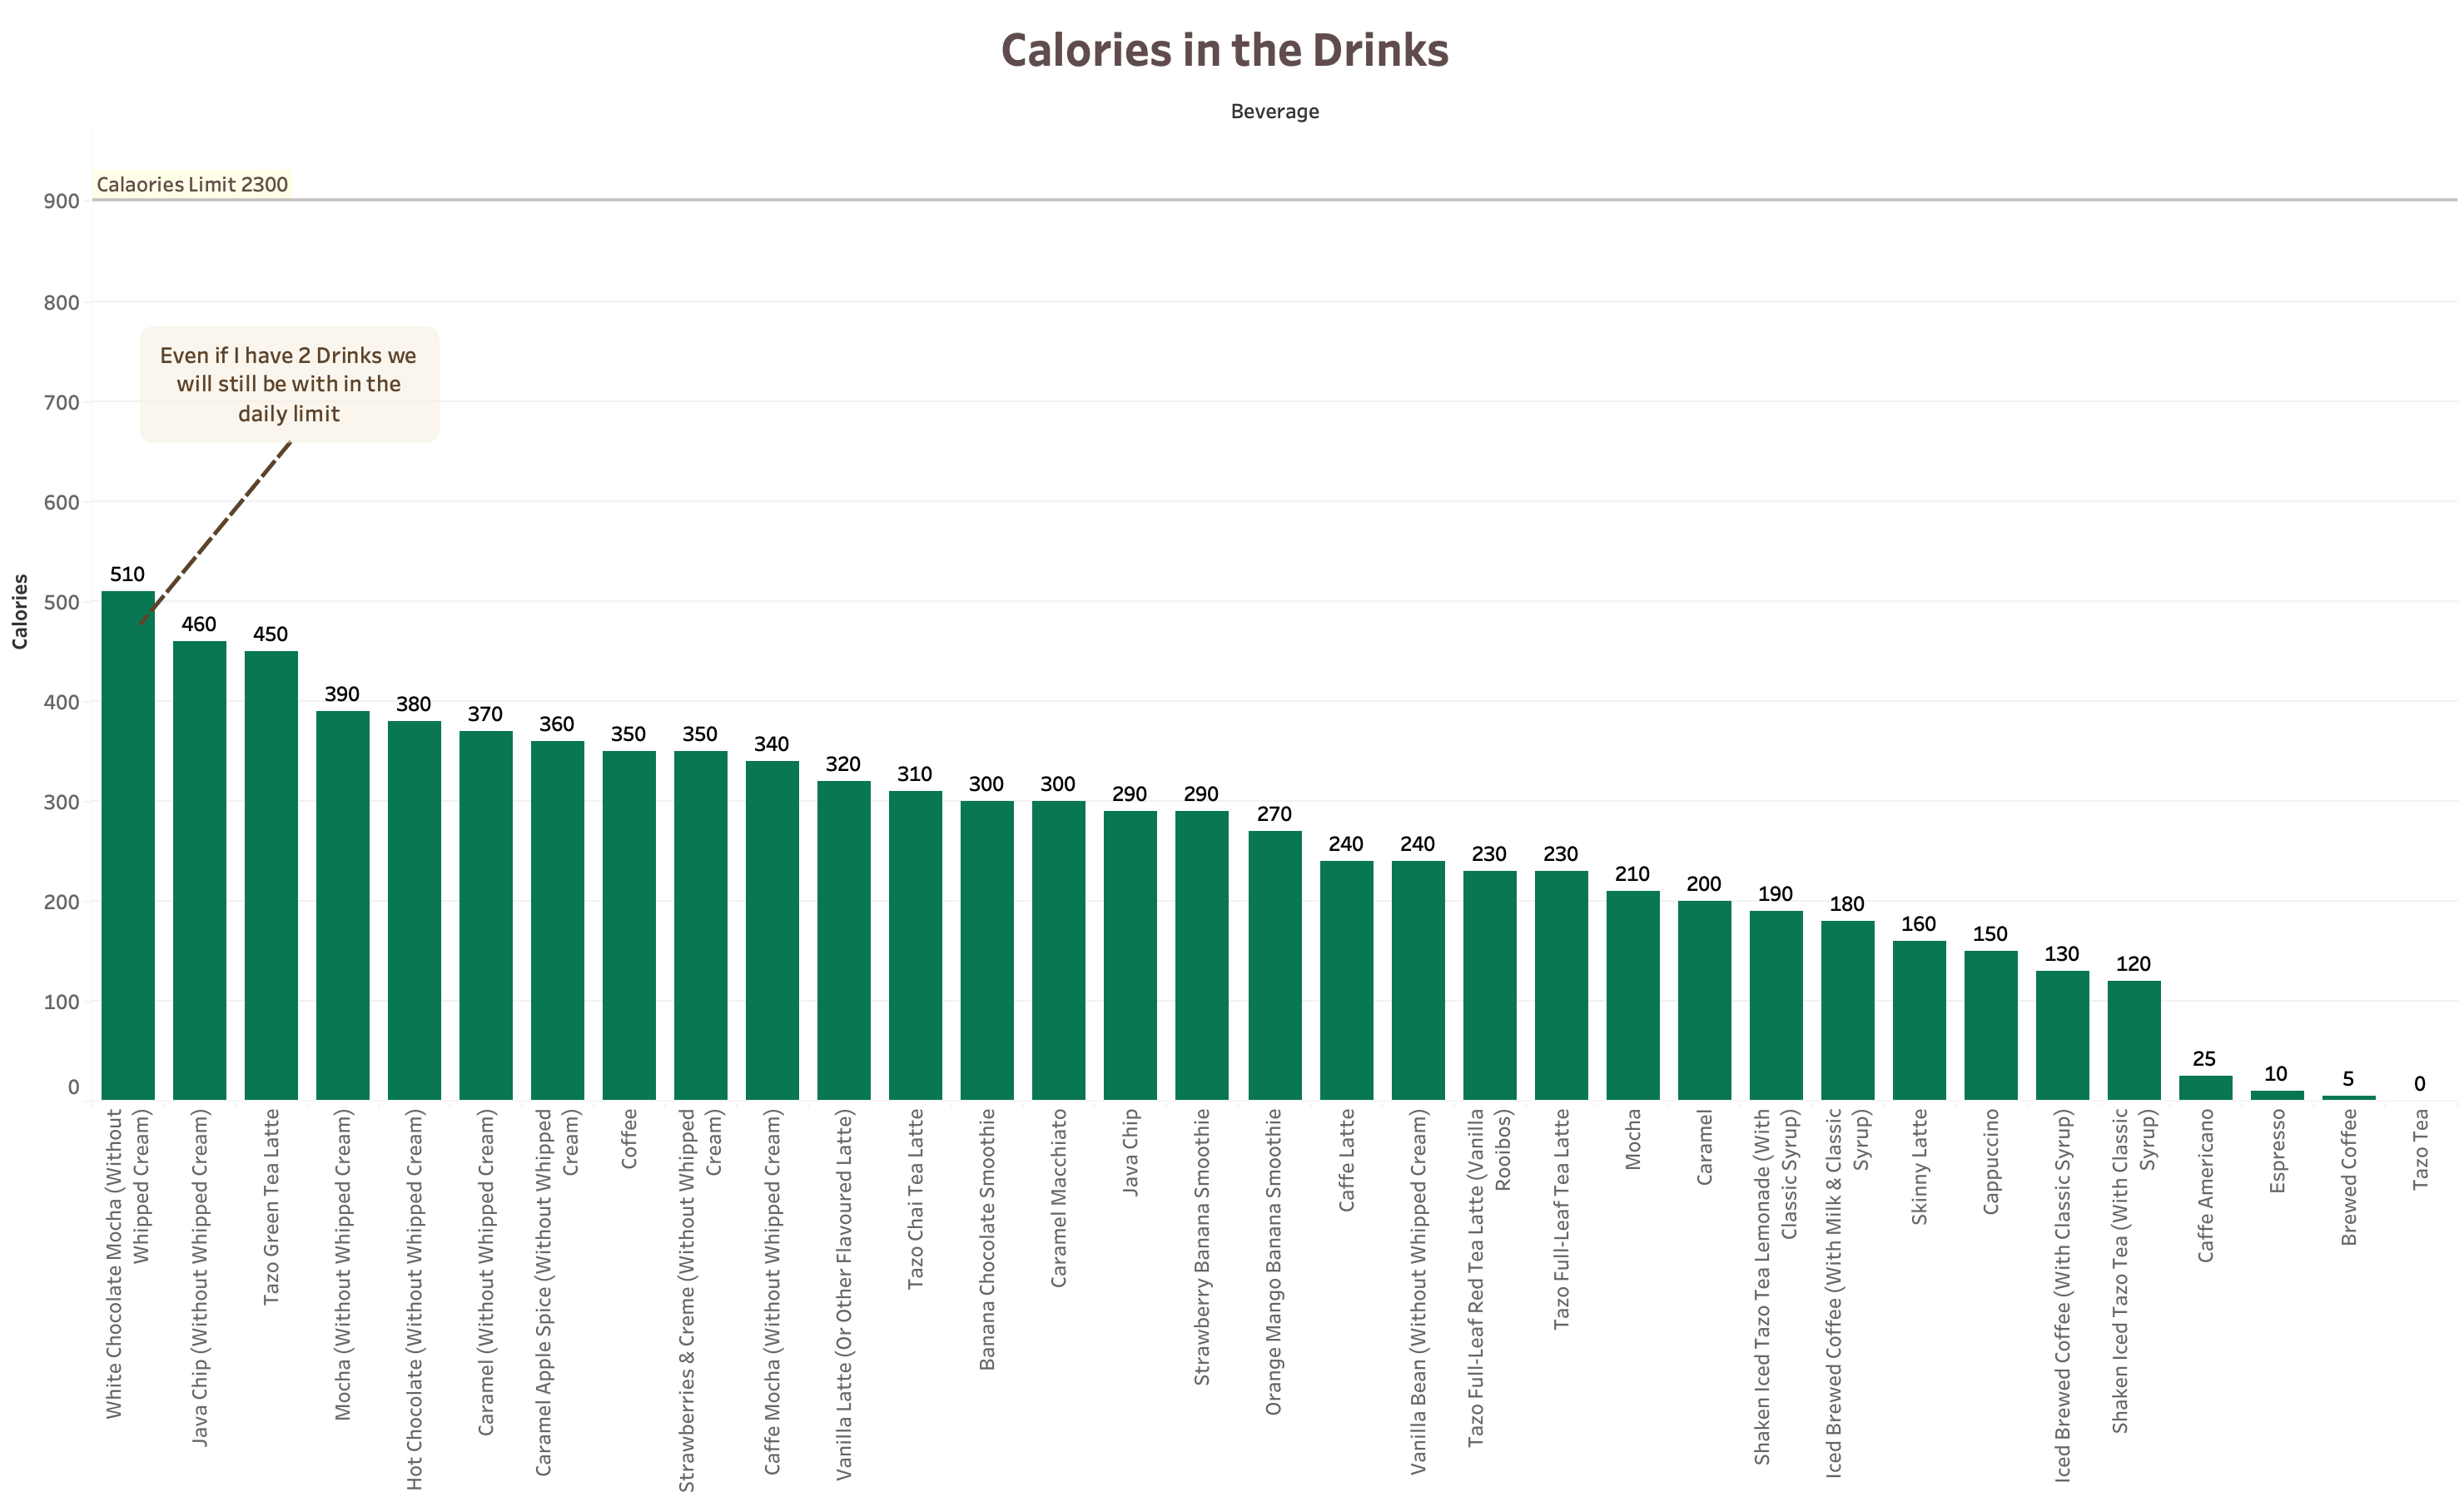 Calories in the Drinks
Beverage
Calaories Limit 2300
900
800
700
600
500
400
300
200
100
0
Calories
Even if I have 2 Drinks we
will still be with in the
daily limit
510
460
450
390
380
370
360
350
350
340
320
310
300
300
290
290
270
240
240
230
230
210
200
190
180
160
150
130
120
25
10
5
0
White Chocolate Mocha (Without
Whipped Cream)
Java Chip (Without Whipped Cream)
Tazo Green Tea Latte
Mocha (Without Whipped Cream)
Hot Chocolate (Without Whipped Cream)
Caramel (Without Whipped Cream)
Caramel Apple Spice (Without Whipped
Cream)
Coffee
Strawberries & Creme (Without Whipped
Cream)
Caffe Mocha (Without Whipped Cream)
Vanilla Latte (Or Other Flavoured Latte)
Tazo Chai Tea Latte
Banana Chocolate Smoothie
Caramel Macchiato
Java Chip
Strawberry Banana Smoothie
Orange Mango Banana Smoothie
Caffe Latte
Vanilla Bean (Without Whipped Cream)
Tazo Full-Leaf Red Tea Latte (Vanilla
Rooibos)
Tazo Full-Leaf Tea Latte
Mocha
Caramel
Shaken Iced Tazo Tea Lemonade (With
Classic Syrup)
Iced Brewed Coffee (With Milk & Classic
Syrup)
Skinny Latte
Cappuccino
Iced Brewed Coffee (With Classic Syrup)
Shaken Iced Tazo Tea (With Classic
Syrup)
Caffe Americano
Espresso
Brewed Coffee
Tazo Tea